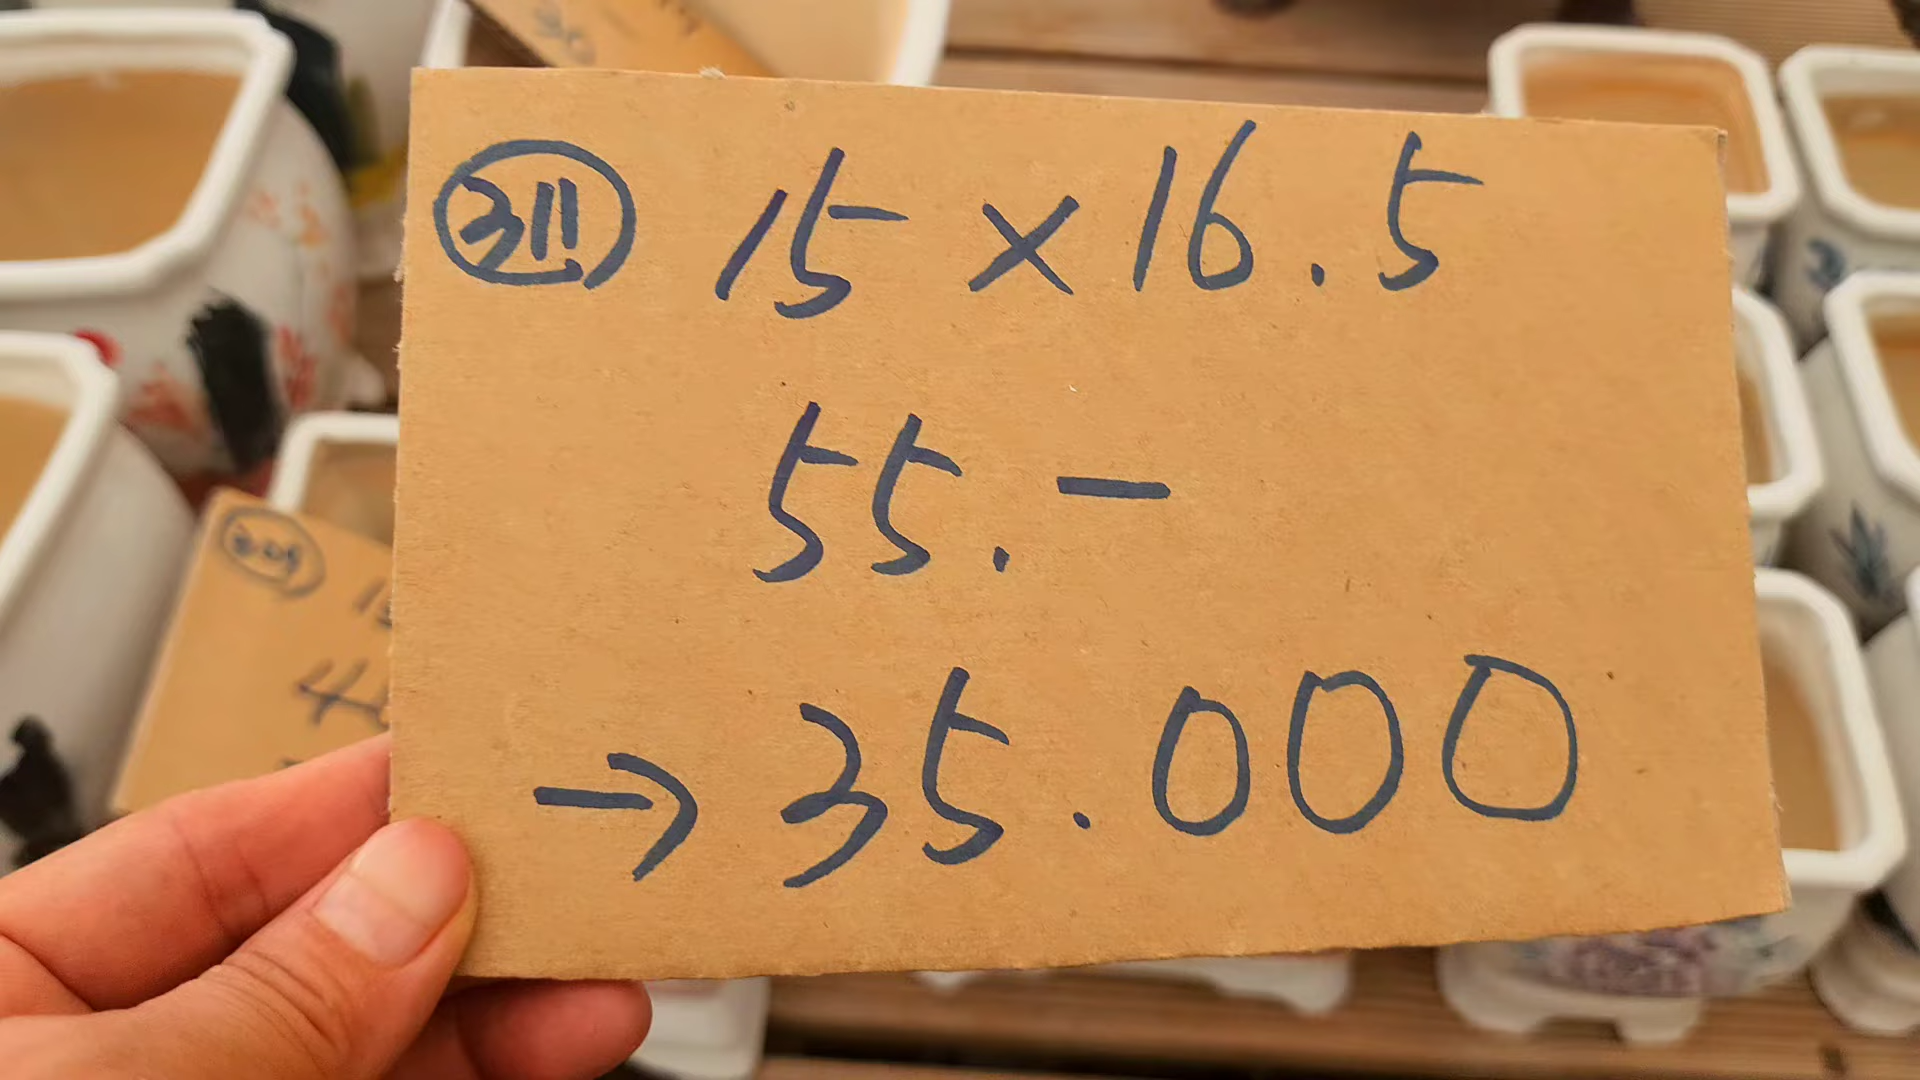 311 15 × 16.5
55.-
→ 35.000